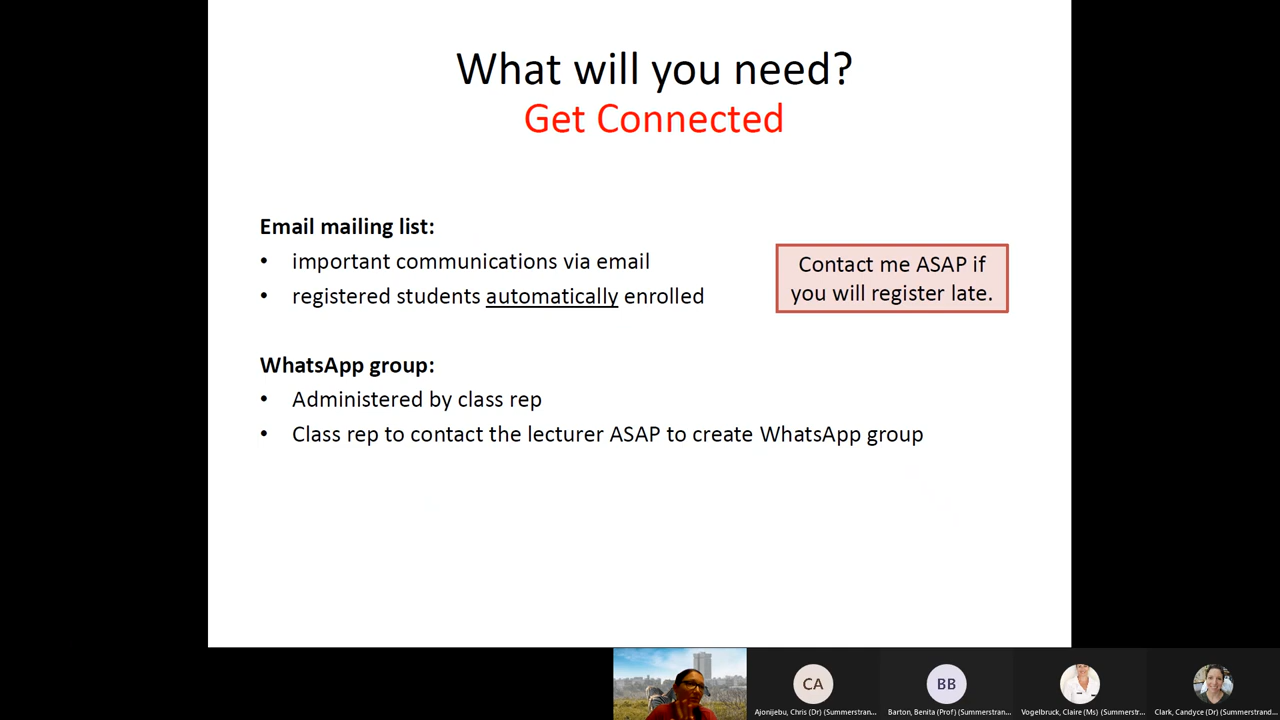 What will you need?
Get Connected
Email mailing list:
• important communications via email
• registered students automatically enrolled
Contact me ASAP if
you will register late.
WhatsApp group:
• Administered by class rep
• Class rep to contact the lecturer ASAP to create WhatsApp group
CA
BB
Ajonijebu, Chris (Dr) (Summerstran...
Barton, Benita (Prof) (Summerstran...
Vogelbruck, Claire (Ms) (Summerstr...
Clark, Candyce (Dr) (Summerstrand...